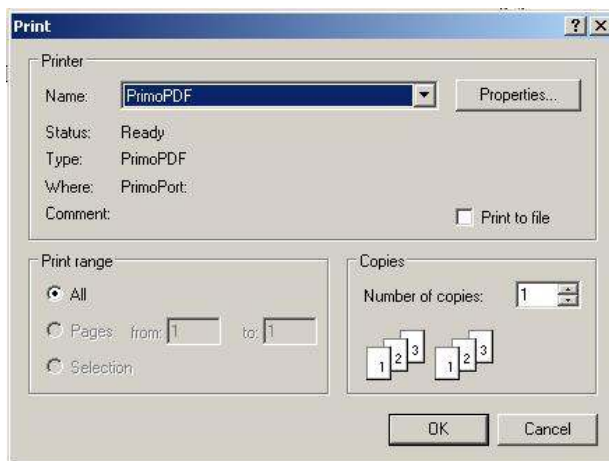 Print
Printer
Name: PrimoPDF Properties...
Status: Ready
Type: PrimoPDF
Where: PrimoPort:
Comment: Print to file
Print range
All
Pages from: 1 to: 1
Selection
Copies
Number of copies: 1
1 2 3 1 2 3
OK Cancel